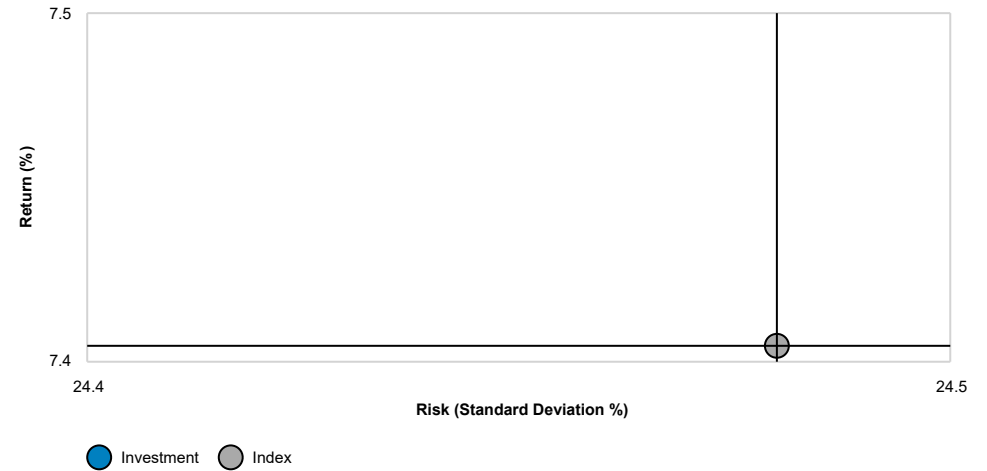 7.5
Return (%)
7.4
24.4
24.5
Risk (Standard Deviation %)
Investment
Index